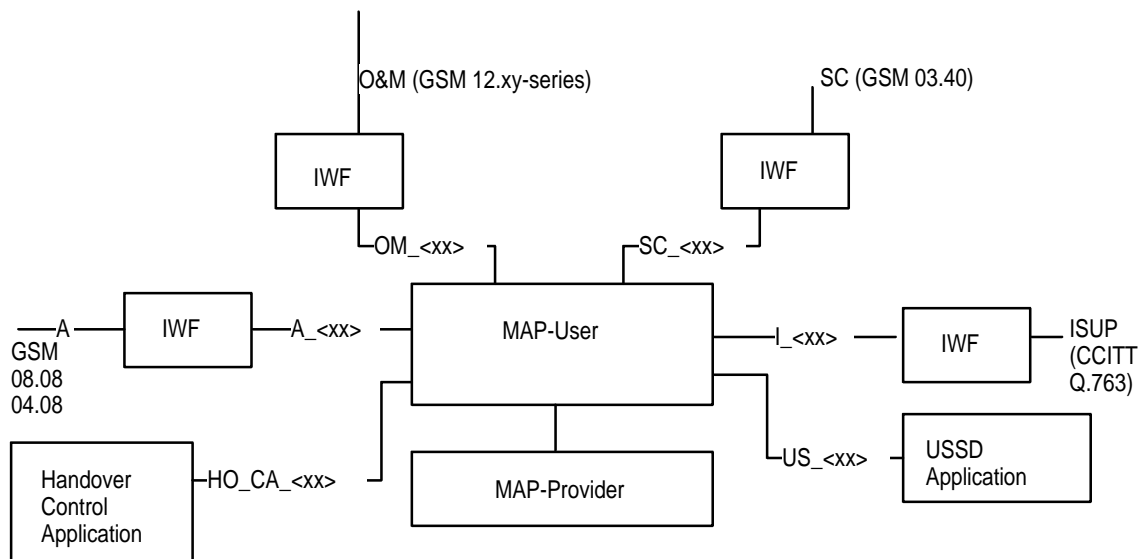 O&M (GSM 12.xy-series)
SC (GSM 03.40)
IWF
IWF
OM_<xx>
SC_<xx>
A
IWF
A_<xx>
MAP-User
I_<xx>
IWF
ISUP
(CCITT
Q.763)
GSM
08.08
04.08
Handover
Control
Application
HO_CA_<xx>
MAP-Provider
US_<xx>
USSD
Application